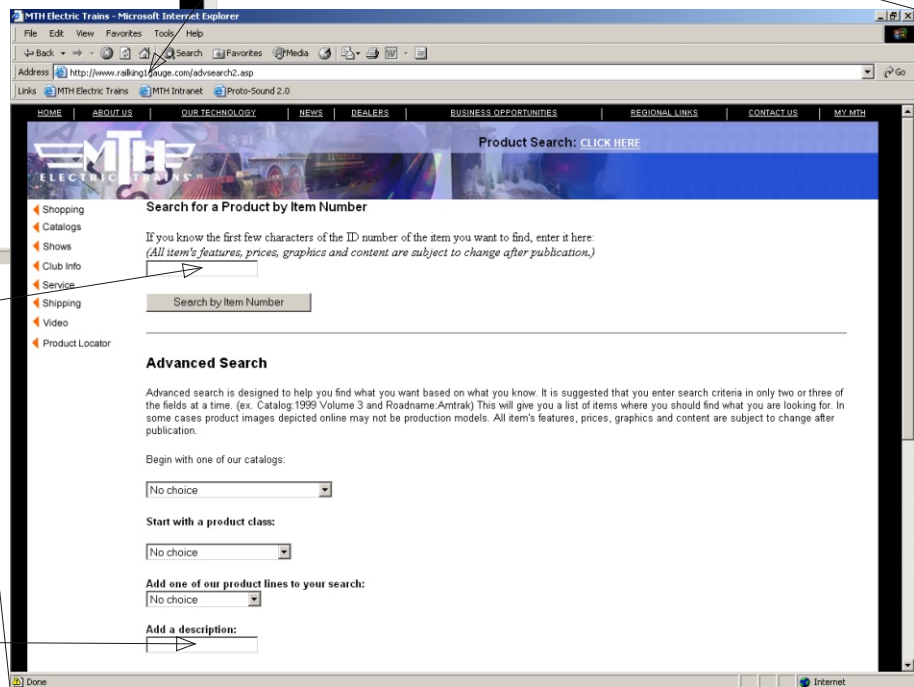 MTH Electric Trains - Microsoft Internet Explorer
File Edit View Favorites Tools Help
Back Search Favorites Media
Address http://www.railking1gauge.com/advsearch2.asp Go
Links MTH Electric Trains MTH Intranet Proto-Sound 2.0
HOME | ABOUT US | OUR TECHNOLOGY | NEWS | DEALERS | BUSINESS OPPORTUNITIES | REGIONAL LINKS | CONTACT US | MY MTH
Product Search: CLICK HERE
MTH
ELECTRIC TRAINS
Shopping
Catalogs
Shows
Club Info
Service
Shipping
Video
Product Locator
Search for a Product by Item Number
If you know the first few characters of the ID number of the item you want to find, enter it here:
(All item's features, prices, graphics and content are subject to change after publication.)
Search by Item Number
Advanced Search
Advanced search is designed to help you find what you want based on what you know. It is suggested that you enter search criteria in only two or three of
the fields at a time. (ex. Catalog:1999 Volume 3 and Roadname:Amtrak) This will give you a list of items where you should find what you are looking for. In
some cases product images depicted online may not be production models. All item's features, prices, graphics and content are subject to change after
publication.
Begin with one of our catalogs:
No choice
Start with a product class:
No choice
Add one of our product lines to your search:
No choice
Add a description:
Done Internet